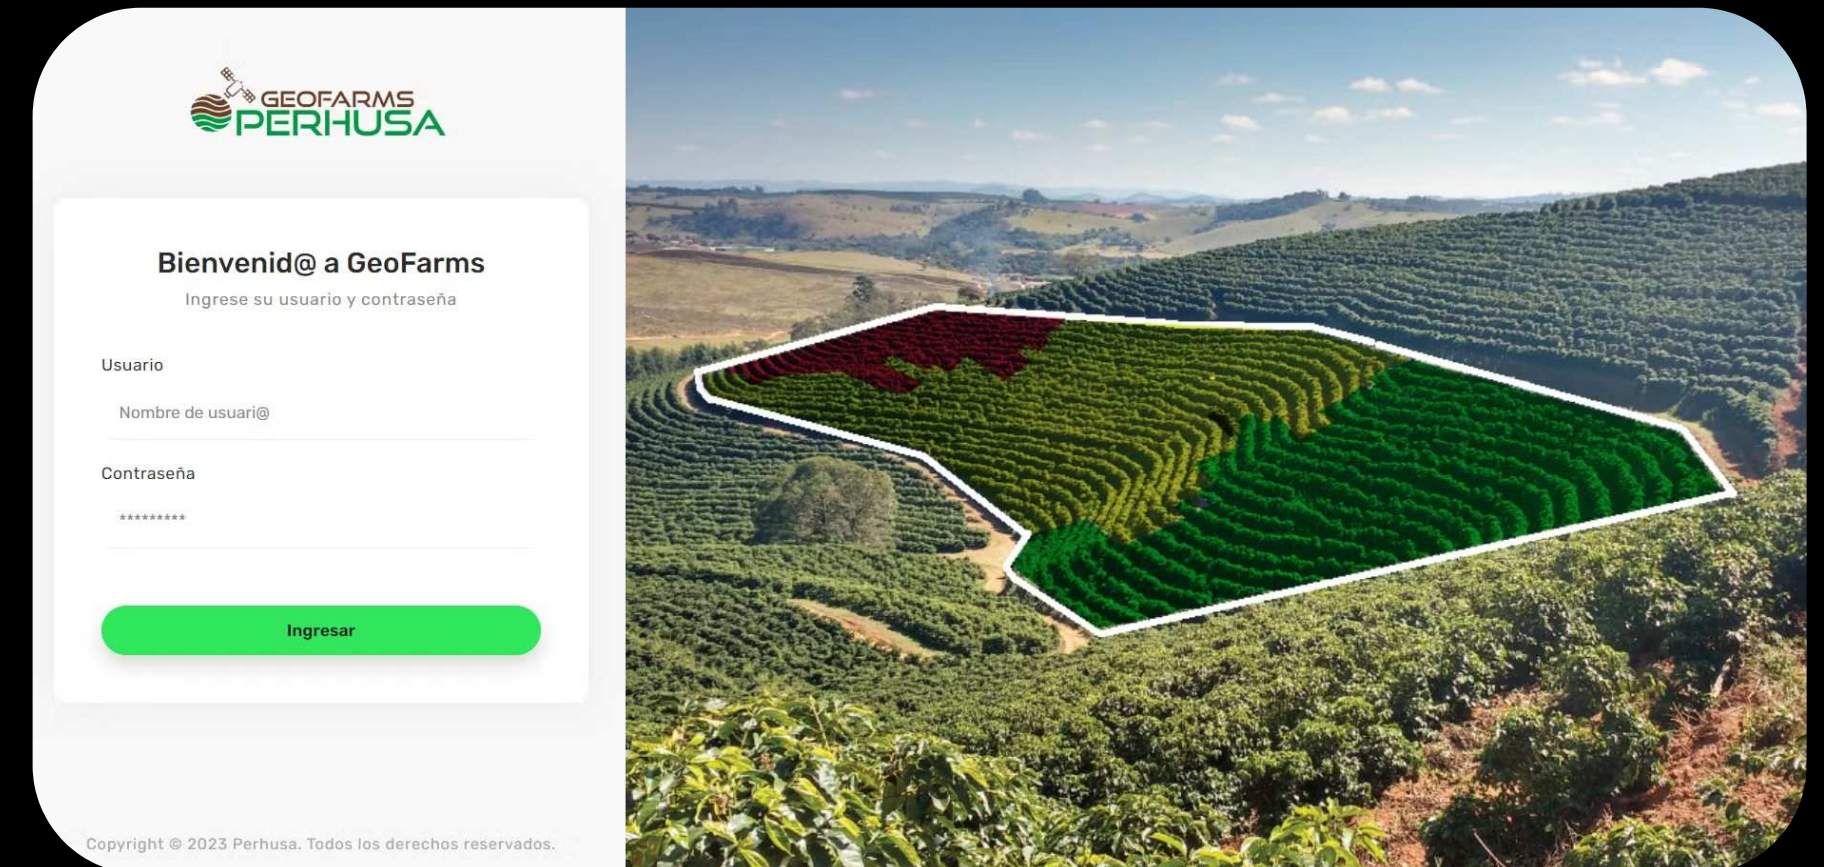 GEOFARMS
PERHUSA
Bienvenid@ a GeoFarms
Ingrese su usuario y contraseña
Usuario
Nombre de usuari@
Contraseña
*********
Ingresar
Copyright © 2023 Perhusa. Todos los derechos reservados.